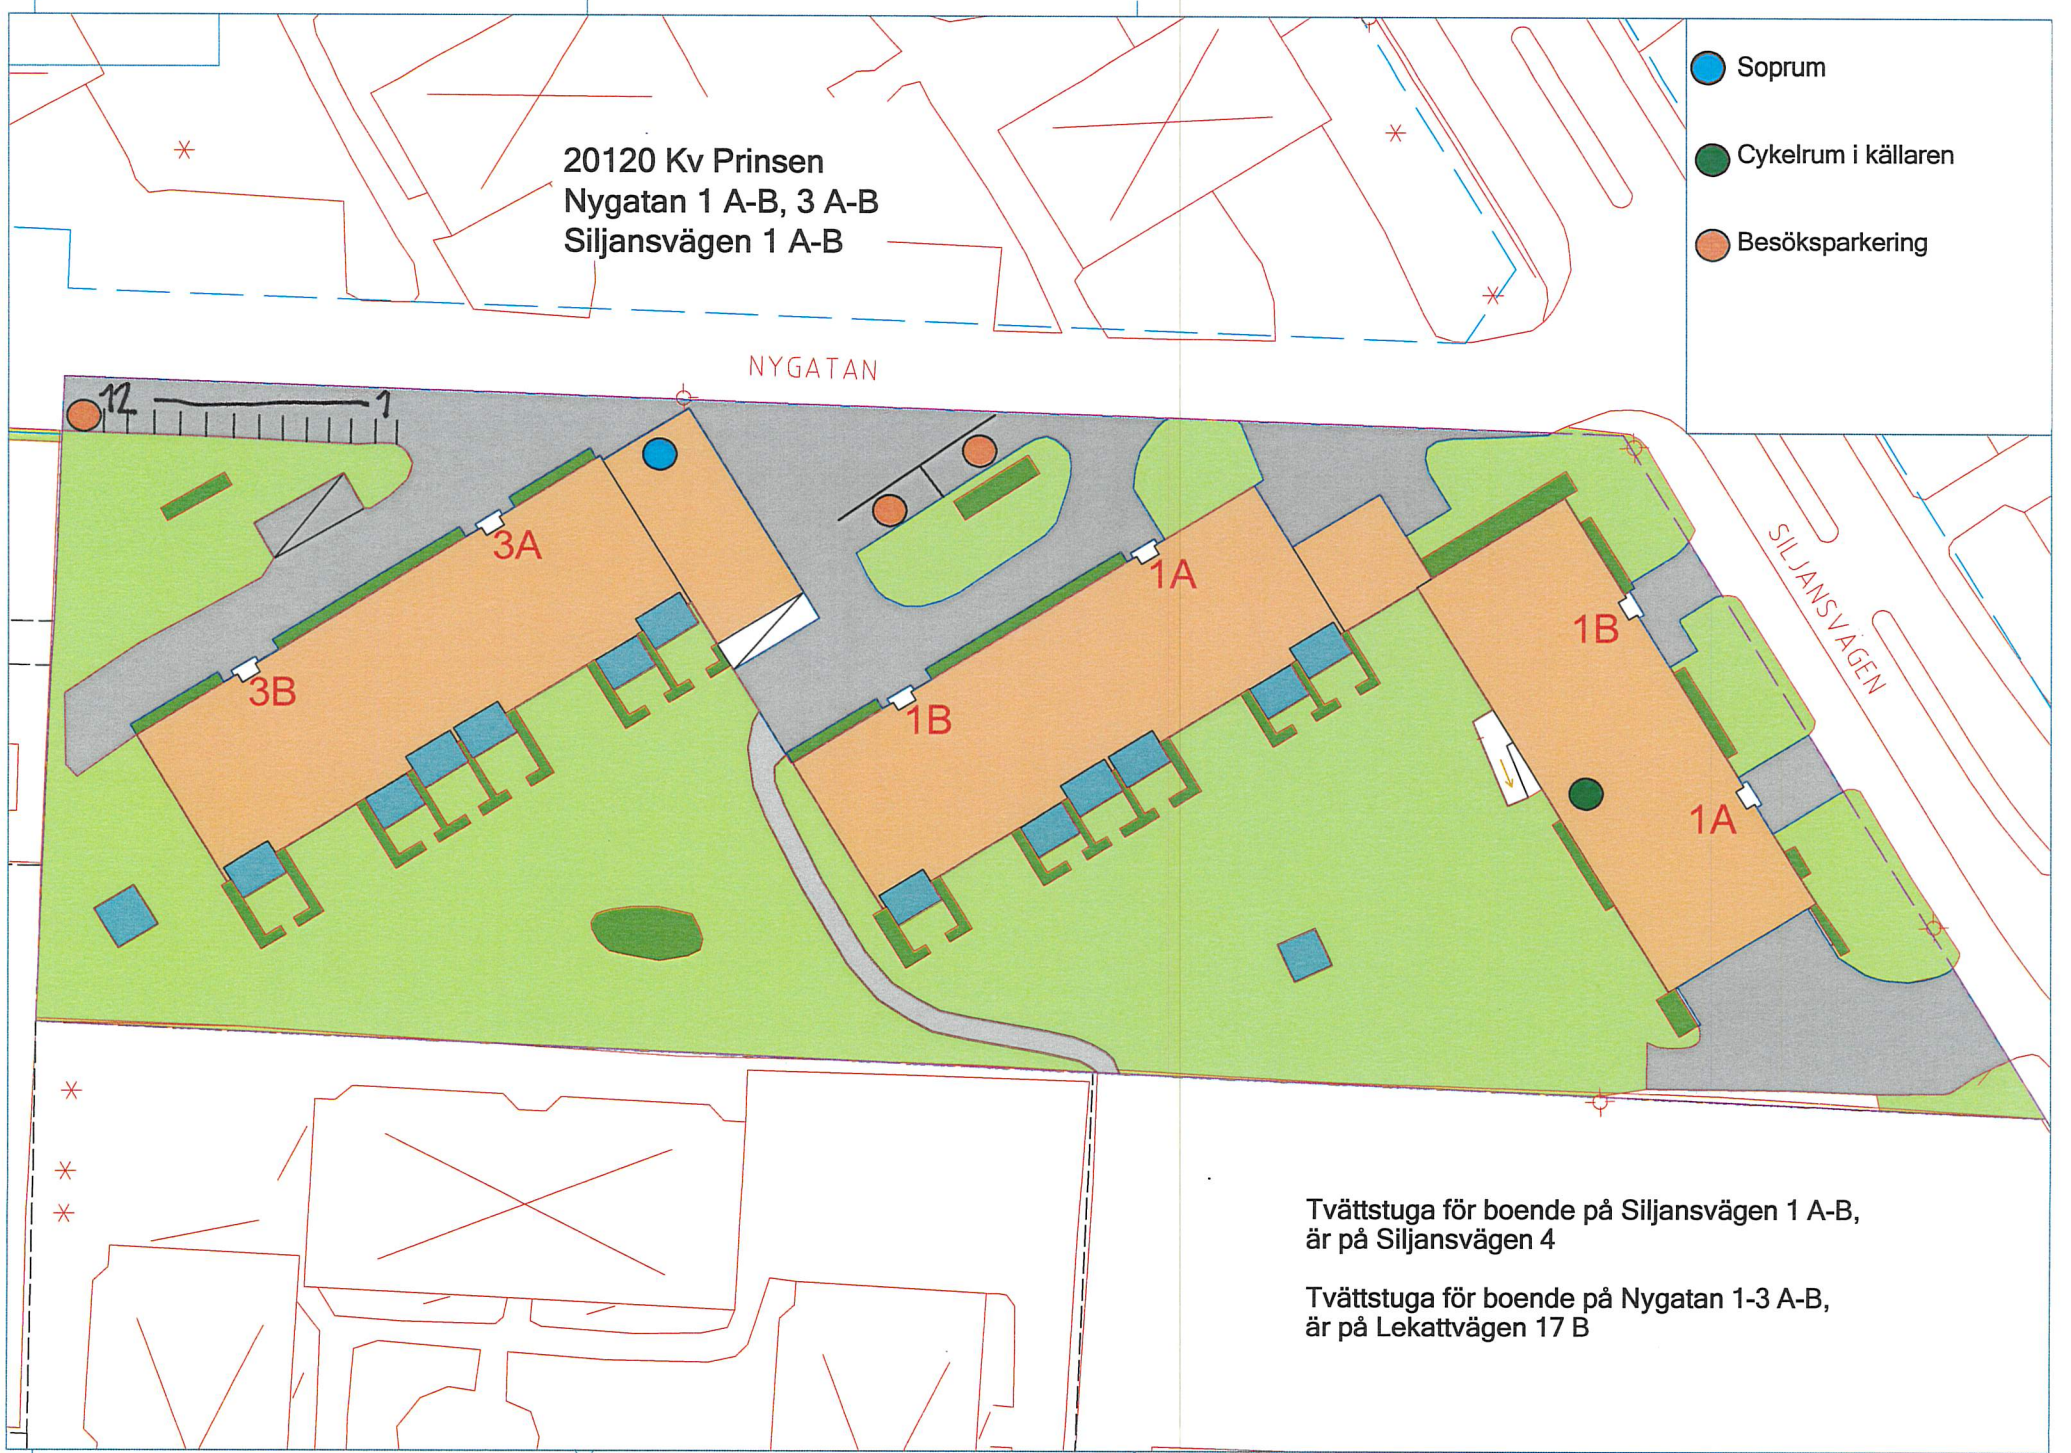 20120 Kv Prinsen
Nygatan 1 A-B, 3 A-B
Siljansvägen 1 A-B
Soprum
Cykelrum i källaren
Besöksparkering
NYGATAN
12
1
3A
3B
1A
1B
1B
1A
SILJANSVÄGEN
Tvättstuga för boende på Siljansvägen 1 A-B,
är på Siljansvägen 4
Tvättstuga för boende på Nygatan 1-3 A-B,
är på Lekattvägen 17 B